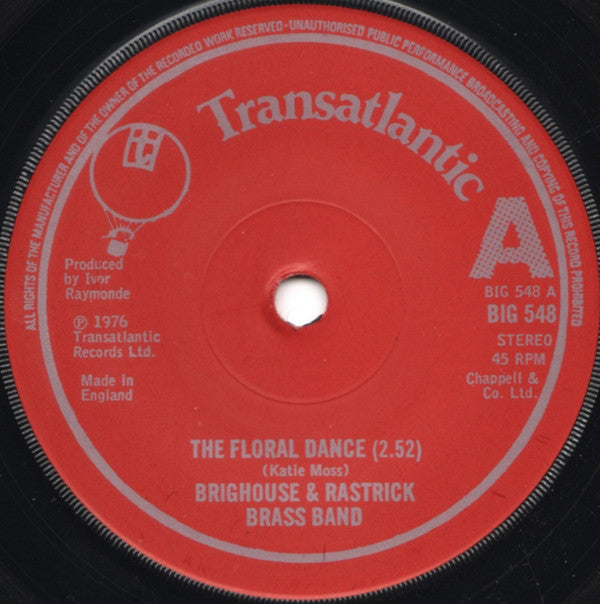 ALL RIGHTS OF THE MANUFACTURER AND OF THE OWNER OF THE RECORDED WORK RESERVED-UNAUTHORISED PUBLIC PERFORMANCE BROADCASTING AND COPYING OF THIS RECORD PROHIBITED
Transatlantic
A
Produced
by Ivor
Raymonde
℗ 1976
Transatlantic
Records Ltd.
Made in
England
BIG 548 A
BIG 548
STEREO
45 RPM
Chappell &
Co. Ltd.
THE FLORAL DANCE (2.52)
(Katie Moss)
BRIGHOUSE & RASTRICK
BRASS BAND